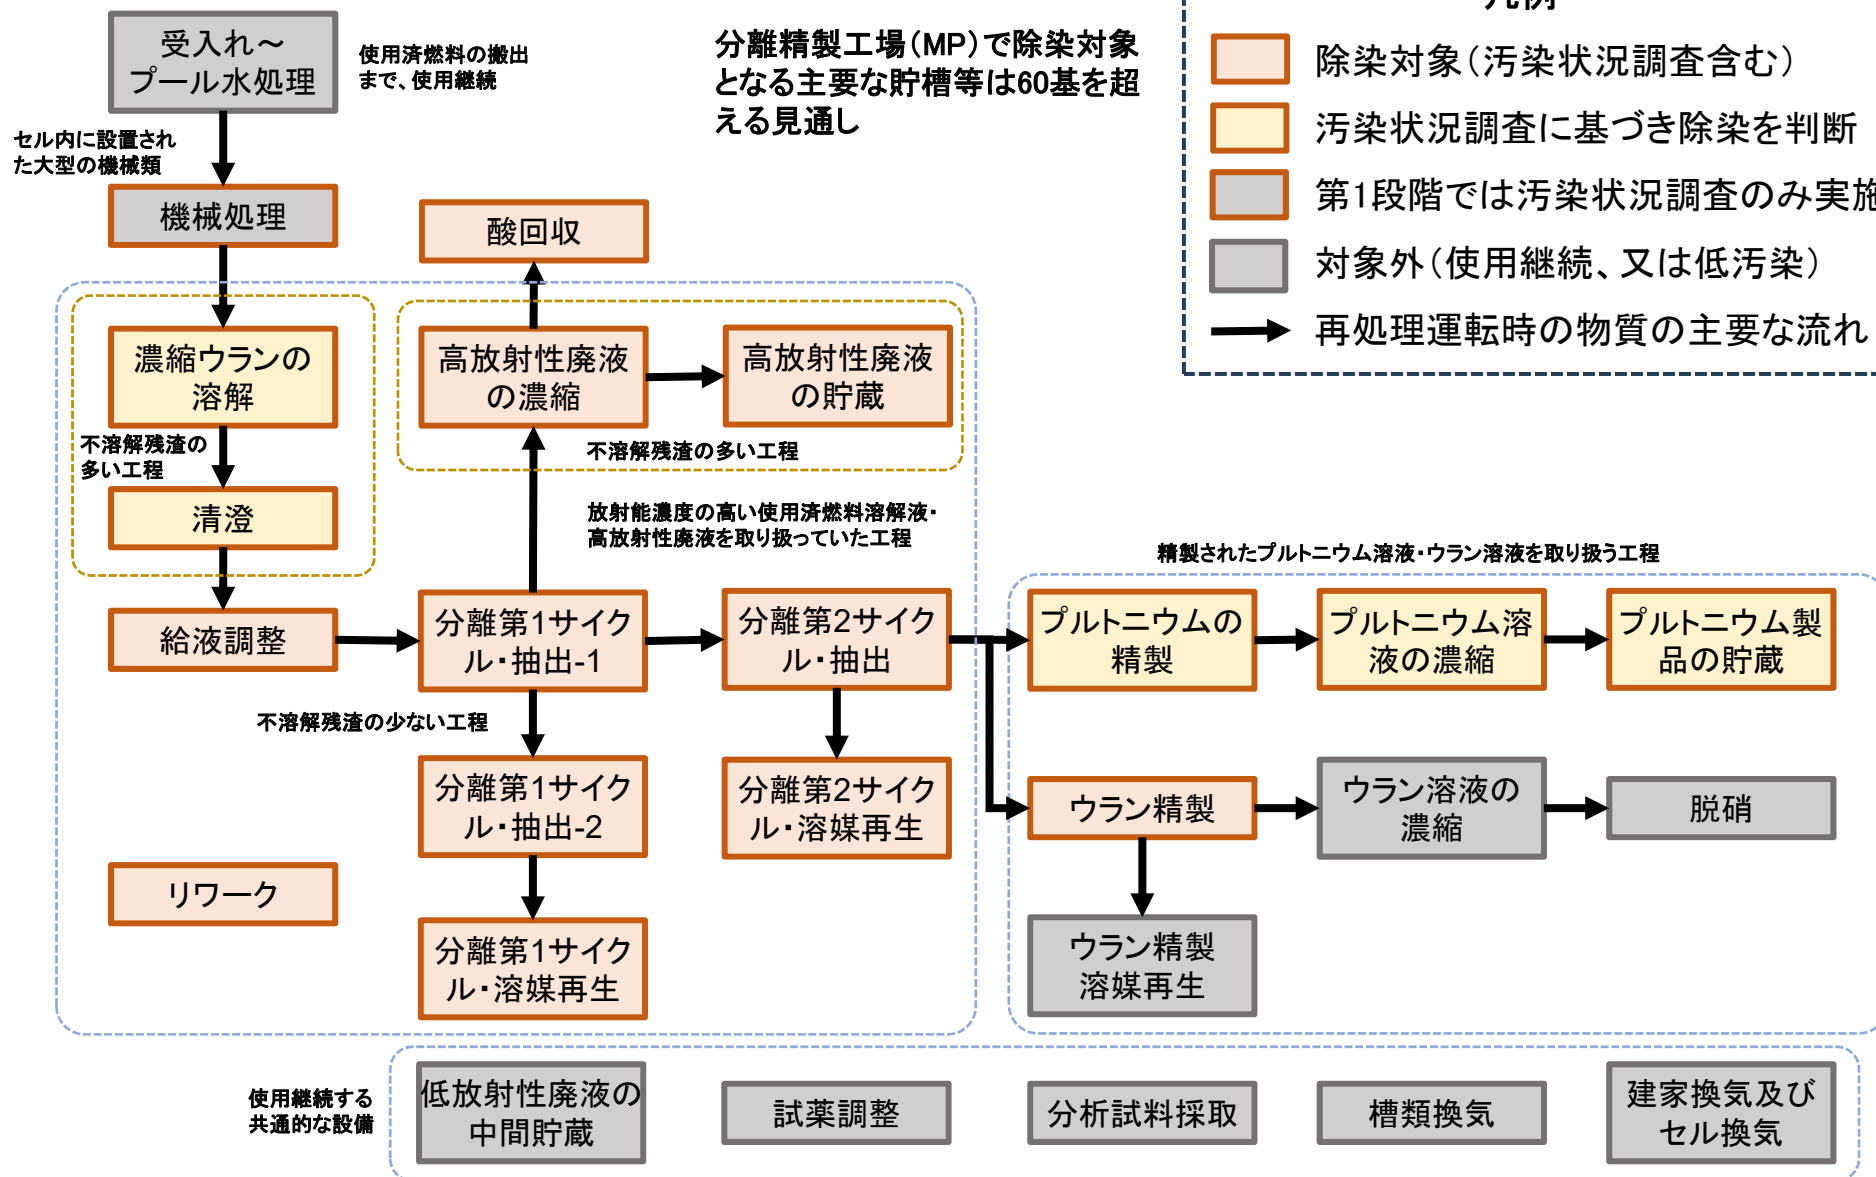 受入れ～
プール水処理
使用済燃料の搬出
まで、使用継続
分離精製工場（MP）で除染対象
となる主要な貯槽等は60基を超
える見通し
凡例
除染対象（汚染状況調査含む）
汚染状況調査に基づき除染を判断
第1段階では汚染状況調査のみ実施
対象外（使用継続、又は低汚染）
再処理運転時の物質の主要な流れ
セル内に設置され
た大型の機械類
機械処理
酸回収
濃縮ウランの
溶解
高放射性廃液
の濃縮
高放射性廃液
の貯蔵
不溶解残渣の
多い工程
不溶解残渣の多い工程
清澄
放射能濃度の高い使用済燃料溶解液・
高放射性廃液を取り扱っていた工程
精製されたプルトニウム溶液・ウラン溶液を取り扱う工程
給液調整
分離第1サイク
ル・抽出-1
分離第2サイク
ル・抽出
プルトニウムの
精製
プルトニウム溶
液の濃縮
プルトニウム製
品の貯蔵
不溶解残渣の少ない工程
分離第1サイク
ル・抽出-2
分離第2サイク
ル・溶媒再生
ウラン精製
ウラン溶液の
濃縮
脱硝
リワーク
分離第1サイク
ル・溶媒再生
ウラン精製
溶媒再生
使用継続する
共通的な設備
低放射性廃液の
中間貯蔵
試薬調整
分析試料採取
槽類換気
建家換気及び
セル換気